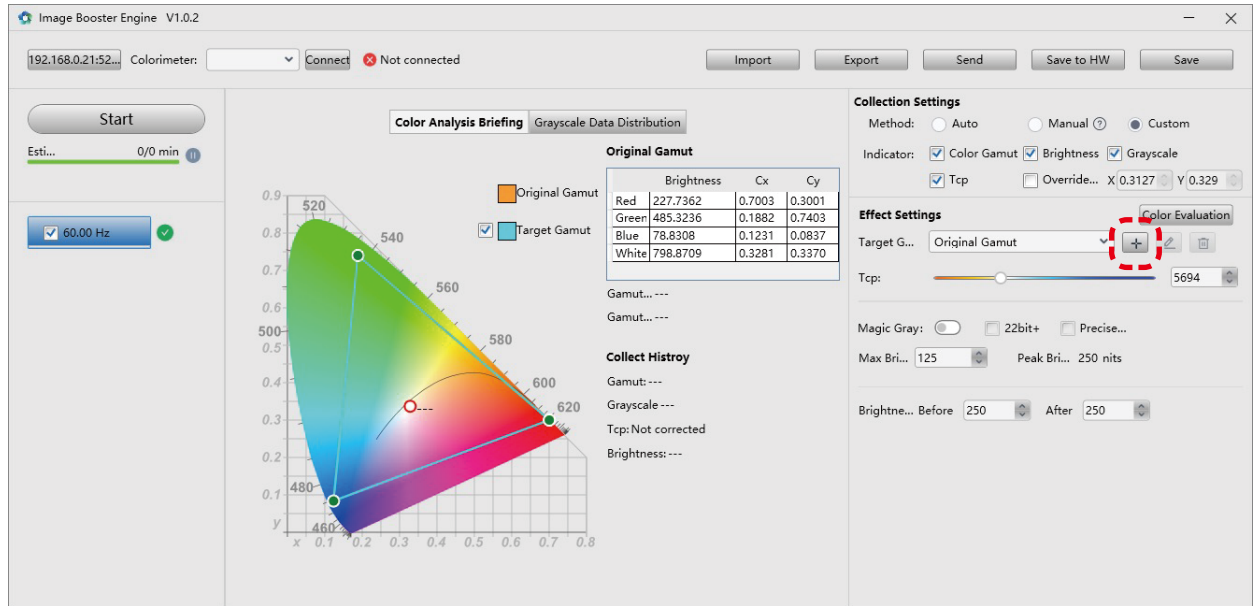 Image Booster Engine V1.0.2
192.168.0.21:52... Colorimeter: Connect Not connected Import Export Send Save to HW Save
Start
Esti... 0/0 min
60.00 Hz
Color Analysis Briefing Grayscale Data Distribution
Original Gamut
Target Gamut
0.9
0.8
0.7
0.6
0.5
0.4
0.3
0.2
0.1
y
x 0.1 0.2 0.3 0.4 0.5 0.6 0.7 0.8
520
540
560
580
600
620
500
480
460
---
Original Gamut
Brightness Cx Cy
Red 227.7362 0.7003 0.3001
Green 485.3236 0.1882 0.7403
Blue 78.8308 0.1231 0.0837
White 798.8709 0.3281 0.3370
Gamut... ---
Gamut... ---
Collect Histroy
Gamut: ---
Grayscale ---
Tcp: Not corrected
Brightness: ---
Collection Settings
Method: Auto Manual ? Custom
Indicator: Color Gamut Brightness Grayscale
Tcp Override... X 0.3127 Y 0.329
Effect Settings Color Evaluation
Target G... Original Gamut +
Tcp: 5694
Magic Gray: 22bit+ Precise...
Max Bri... 125 Peak Bri... 250 nits
Brightne... Before 250 After 250